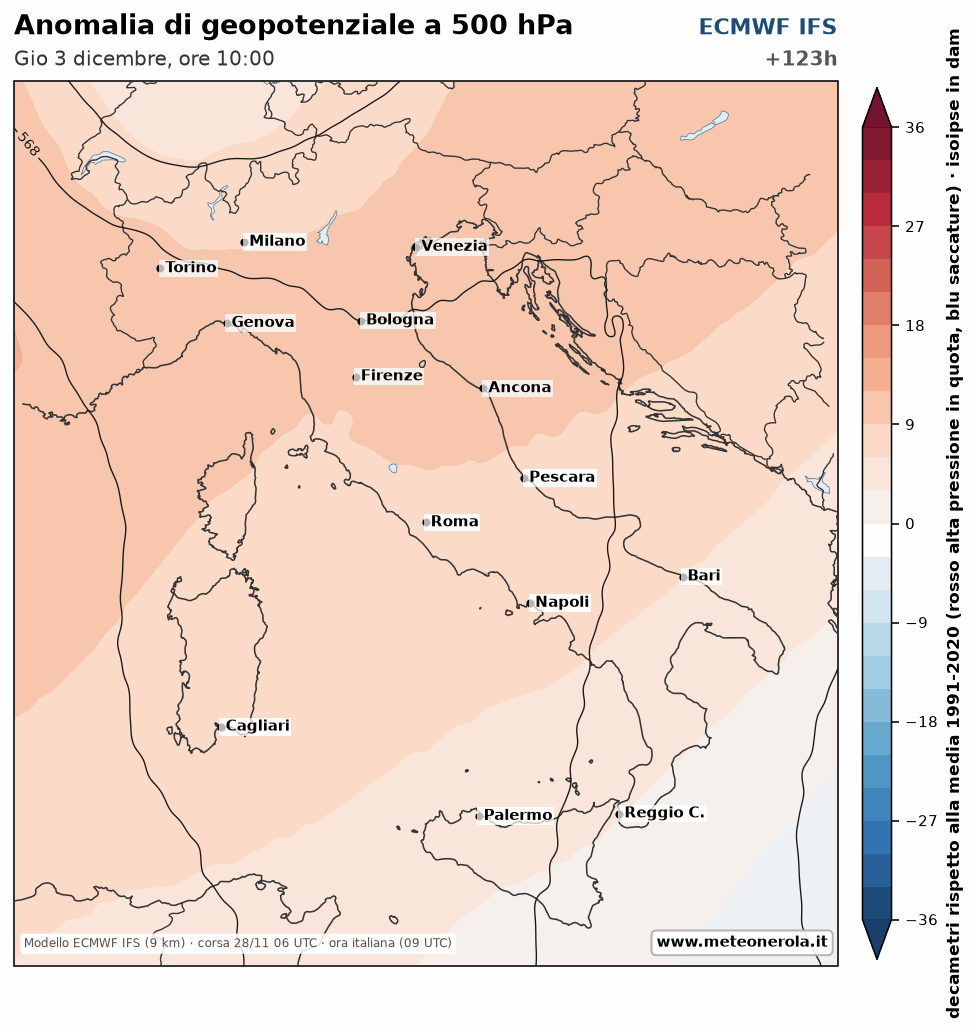 Anomalia di geopotenziale a 500 hPa
ECMWF IFS
Gio 3 dicembre, ore 10:00
+123h
568
Milano
Venezia
Torino
Genova
Bologna
Firenze
Ancona
Pescara
Roma
Bari
Napoli
Cagliari
Palermo
Reggio C.
Modello ECMWF IFS (9 km) · corsa 28/11 06 UTC · ora italiana (09 UTC)
www.meteonerola.it
36
27
18
9
0
−9
−18
−27
−36
decametri rispetto alla media 1991-2020 (rosso alta pressione in quota, blu saccature) · isoipse in dam